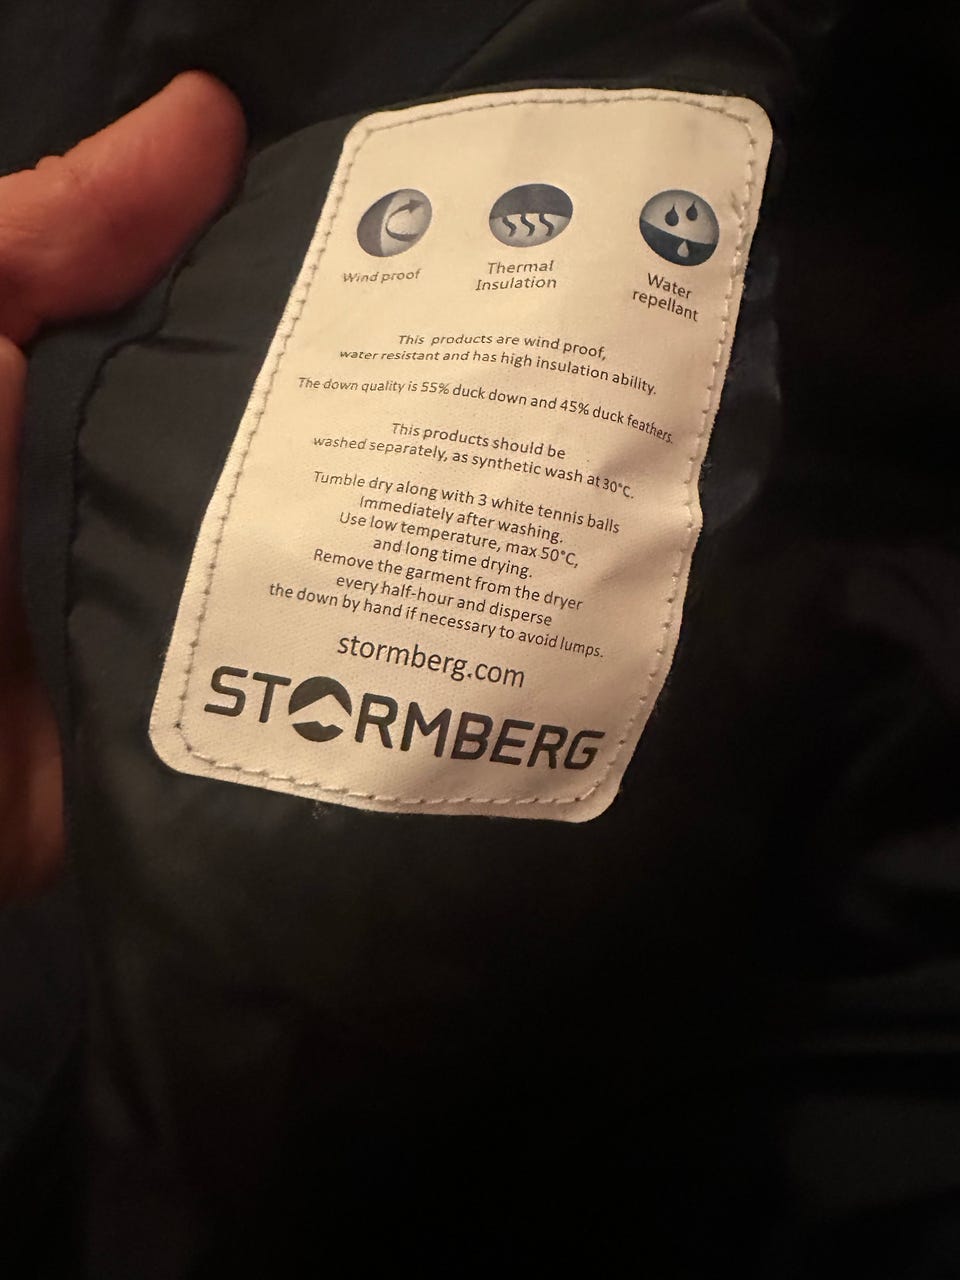 Wind proof
Thermal
Insulation
Water
repellant
This products are wind proof,
water resistant and has high insulation ability.
The down quality is 55% duck down and 45% duck feathers.
This products should be
washed separately, as synthetic wash at 30°C.
Tumble dry along with 3 white tennis balls
Immediately after washing.
Use low temperature, max 50°C,
and long time drying.
Remove the garment from the dryer
every half-hour and disperse
the down by hand if necessary to avoid lumps.
stormberg.com
STORMBERG